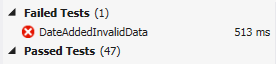 Failed Tests (1)
DateAddedInvalidData 513 ms
Passed Tests (47)